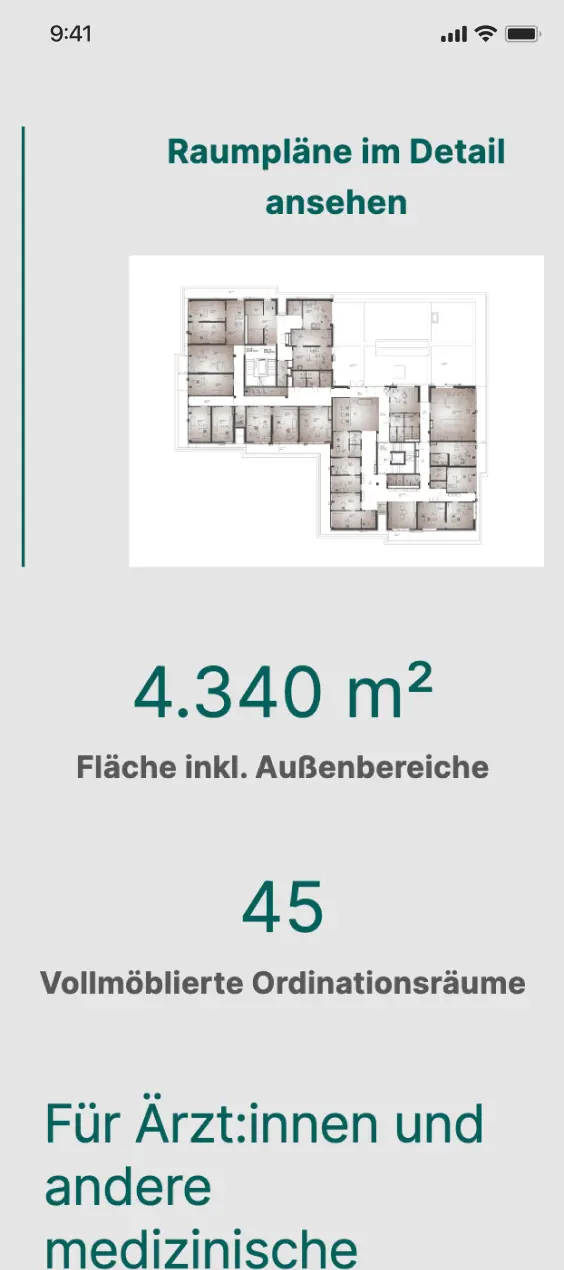 9:41
Raumpläne im Detail
ansehen
4.340 m²
Fläche inkl. Außenbereiche
45
Vollmöblierte Ordinationsräume
Für Ärzt:innen und
andere
medizinische